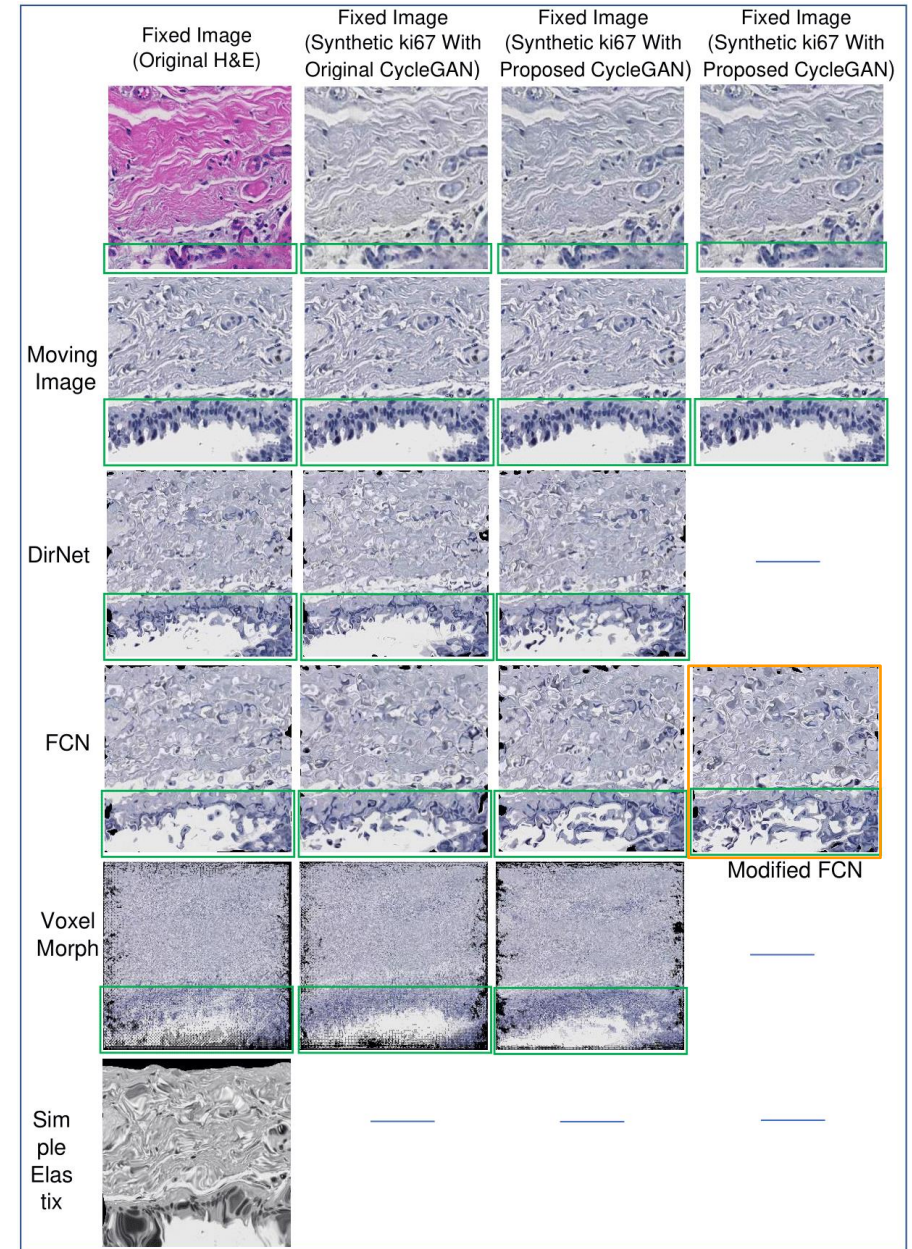 Fixed Image
(Original H&E)
Fixed Image
(Synthetic ki67 With
Original CycleGAN)
Fixed Image
(Synthetic ki67 With
Proposed CycleGAN)
Fixed Image
(Synthetic ki67 With
Proposed CycleGAN)
Moving
Image
DirNet
FCN
Modified FCN
Voxel
Morph
Sim
ple
Elas
tix